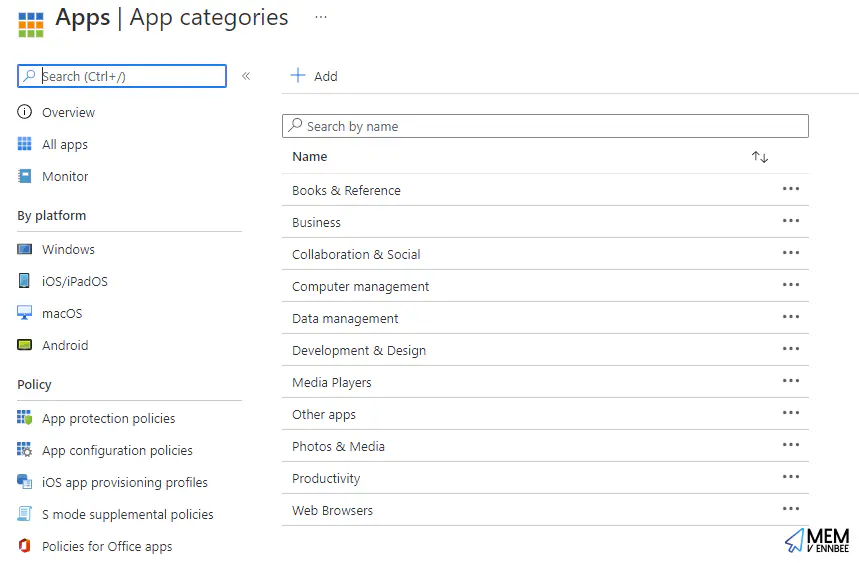 Apps | App categories ...
Search (Ctrl+/)
«
Overview
All apps
Monitor
By platform
Windows
iOS/iPadOS
macOS
Android
Policy
App protection policies
App configuration policies
iOS app provisioning profiles
S mode supplemental policies
Policies for Office apps
+ Add
Search by name
Name ↑↓
Books & Reference ...
Business ...
Collaboration & Social ...
Computer management ...
Data management ...
Development & Design ...
Media Players ...
Other apps ...
Photos & Media ...
Productivity ...
Web Browsers ...
MEM
V ENNBEE